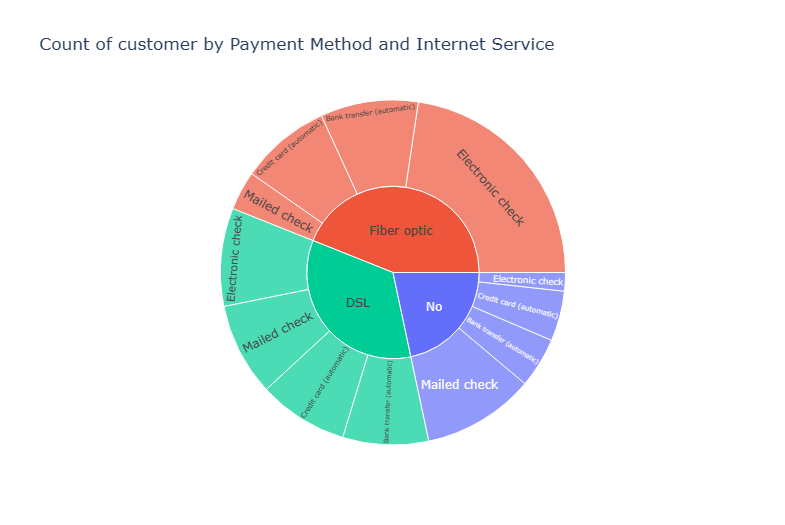 Count of customer by Payment Method and Internet Service
Bank transfer (automatic)
Credit card (automatic)
Electronic check
Mailed check
Fiber optic
Electronic check
DSL
No
Electronic check
Credit card (automatic)
Mailed check
Bank transfer (automatic)
Credit card (automatic)
Bank transfer (automatic)
Mailed check